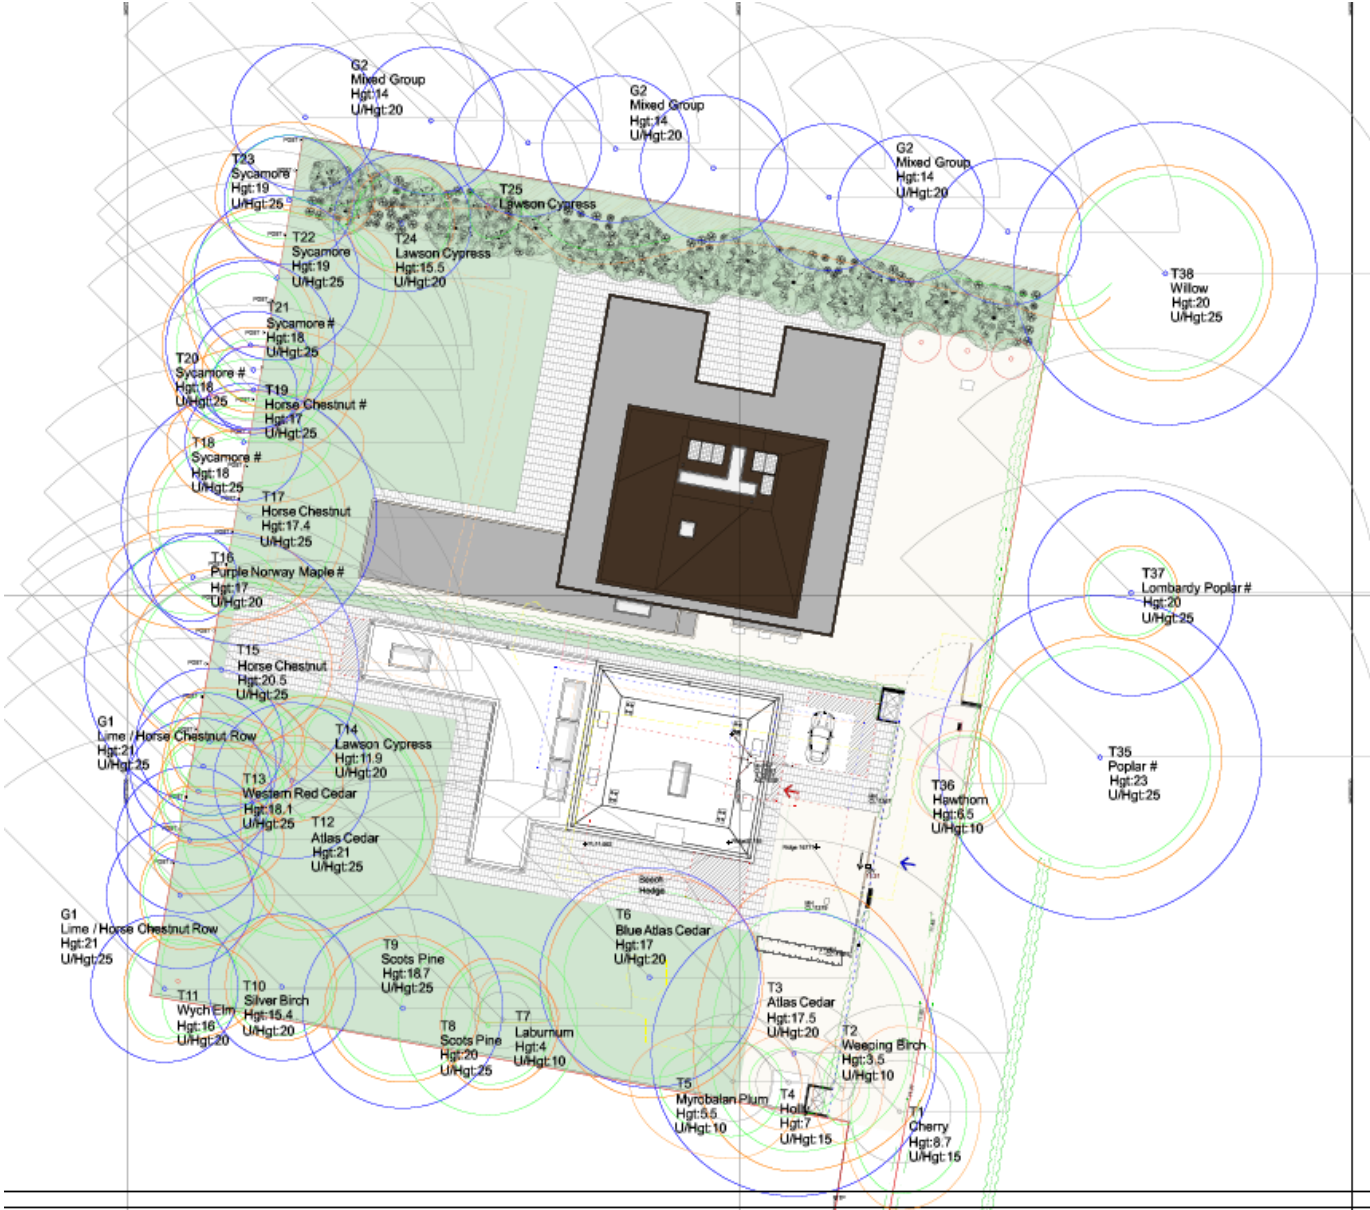 G2
Mixed Group
Hgt:14
U/Hgt:20
G2
Mixed Group
Hgt:14
U/Hgt:20
G2
Mixed Group
Hgt:14
U/Hgt:20
T23
Sycamore
Hgt:19
U/Hgt:25
T25
Lawson Cypress
T22
Sycamore
Hgt:19
U/Hgt:25
T24
Lawson Cypress
Hgt:15.5
U/Hgt:20
T38
Willow
Hgt:20
U/Hgt:25
T21
Sycamore #
Hgt:18
U/Hgt:25
T20
Sycamore #
Hgt:18
U/Hgt:25
T19
Horse Chestnut #
Hgt:17
U/Hgt:25
T18
Sycamore #
Hgt:18
U/Hgt:25
T17
Horse Chestnut
Hgt:17.4
U/Hgt:25
T16
Purple Norway Maple #
Hgt:17
U/Hgt:20
T37
Lombardy Poplar #
Hgt:20
U/Hgt:25
T15
Horse Chestnut
Hgt:20.5
U/Hgt:25
G1
Lime / Horse Chestnut Row
Hgt:21
U/Hgt:25
T14
Lawson Cypress
Hgt:11.9
U/Hgt:20
T35
Poplar #
Hgt:23
U/Hgt:25
T13
Western Red Cedar
Hgt:18.1
U/Hgt:25
T36
Hawthorn
Hgt:6.5
U/Hgt:10
T12
Atlas Cedar
Hgt:21
U/Hgt:25
Beech
Hedge
G1
Lime / Horse Chestnut Row
Hgt:21
U/Hgt:25
T6
Blue Atlas Cedar
Hgt:17
U/Hgt:20
T9
Scots Pine
Hgt:18.7
U/Hgt:25
T11
Wych Elm
Hgt:16
U/Hgt:20
T10
Silver Birch
Hgt:15.4
U/Hgt:20
T3
Atlas Cedar
Hgt:17.5
U/Hgt:20
T8
Scots Pine
Hgt:20
U/Hgt:25
T7
Laburnum
Hgt:4
U/Hgt:10
T2
Weeping Birch
Hgt:3.5
U/Hgt:10
T5
Myrobalan Plum
Hgt:5.5
U/Hgt:10
T4
Holly
Hgt:7
U/Hgt:15
T1
Cherry
Hgt:8.7
U/Hgt:15